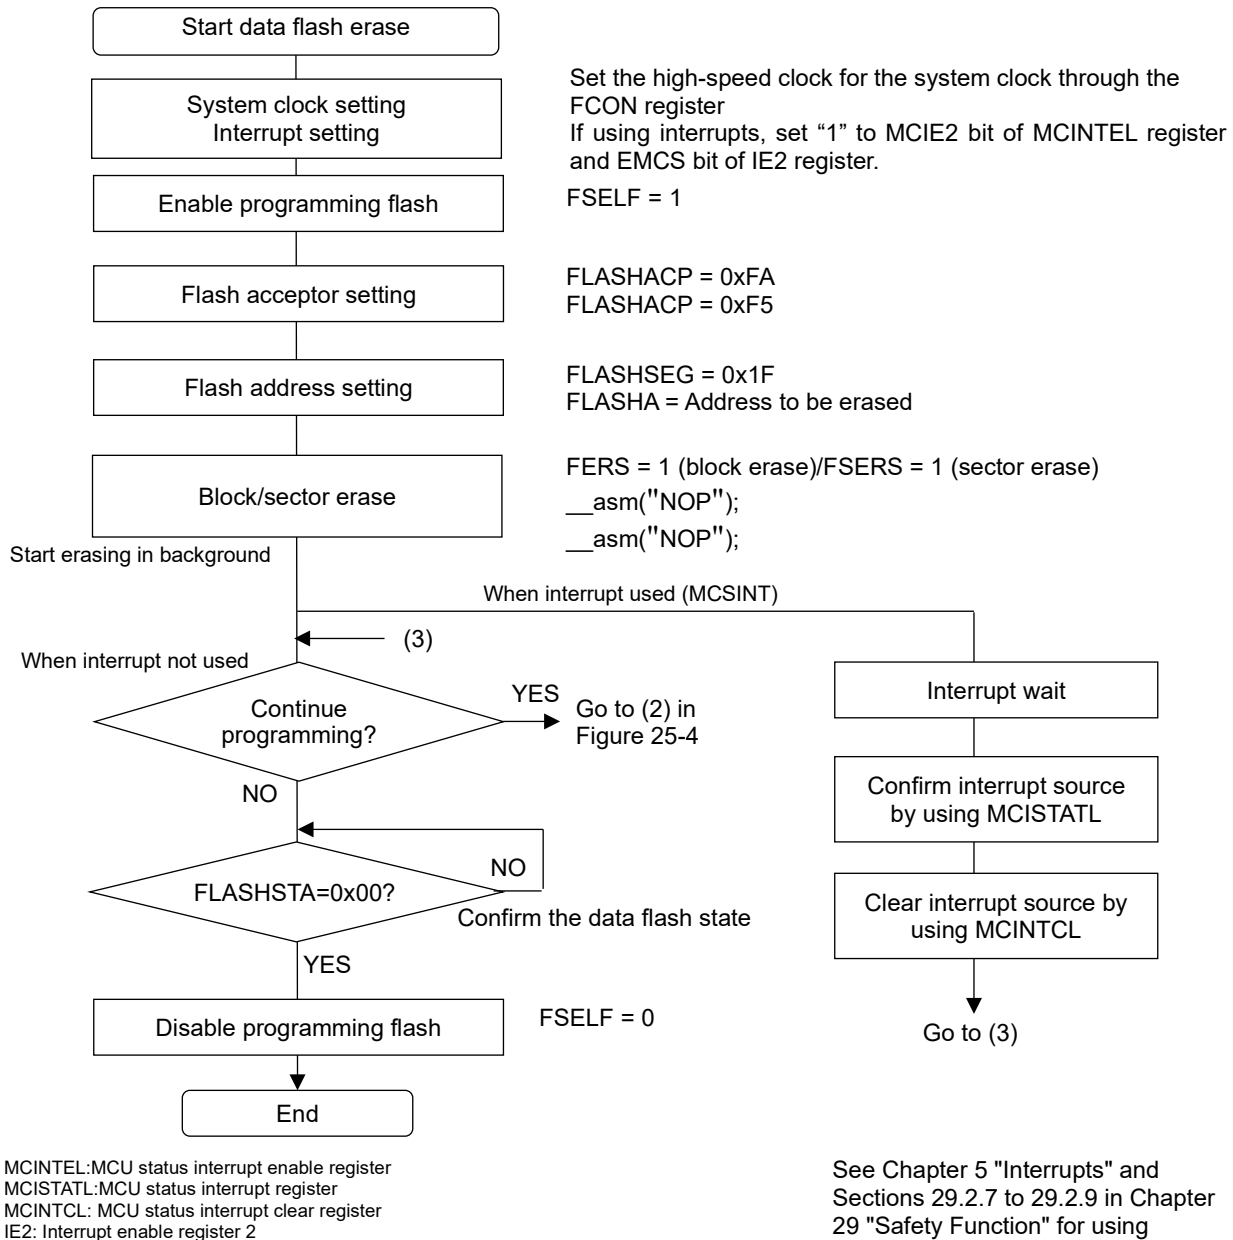 Start data flash erase
System clock setting
Interrupt setting
Set the high-speed clock for the system clock through the
FCON register
If using interrupts, set “1” to MCIE2 bit of MCINTEL register
and EMCS bit of IE2 register.
Enable programming flash
FSELF = 1
Flash acceptor setting
FLASHACP = 0xFA
FLASHACP = 0xF5
Flash address setting
FLASHSEG = 0x1F
FLASHA = Address to be erased
Block/sector erase
FERS = 1 (block erase)/FSERS = 1 (sector erase)
__asm("NOP");
__asm("NOP");
Start erasing in background
When interrupt used (MCSINT)
(3)
When interrupt not used
Continue
programming?
YES
Go to (2) in
Figure 25-4
NO
FLASHSTA=0x00?
NO
Confirm the data flash state
YES
Disable programming flash
FSELF = 0
End
Interrupt wait
Confirm interrupt source
by using MCISTATL
Clear interrupt source by
using MCINTCL
Go to (3)
MCINTEL:MCU status interrupt enable register
MCISTATL:MCU status interrupt register
MCINTCL: MCU status interrupt clear register
IE2: Interrupt enable register 2
See Chapter 5 "Interrupts" and
Sections 29.2.7 to 29.2.9 in Chapter
29 "Safety Function" for using